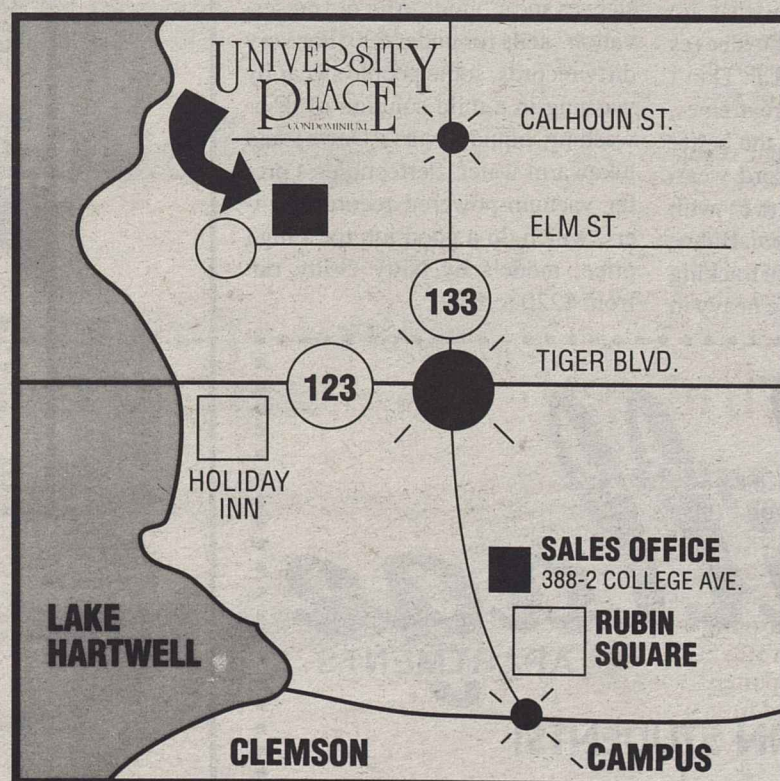 UNIVERSITY
PLACE
CONDOMINIUM
CALHOUN ST.
ELM ST
133
TIGER BLVD.
123
HOLIDAY
INN
SALES OFFICE
388-2 COLLEGE AVE.
LAKE
HARTWELL
RUBIN
SQUARE
CLEMSON
CAMPUS